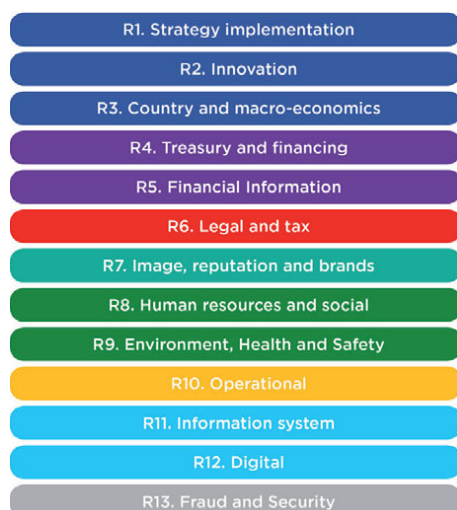 R1. Strategy implementation
R2. Innovation
R3. Country and macro-economics
R4. Treasury and financing
R5. Financial Information
R6. Legal and tax
R7. Image, reputation and brands
R8. Human resources and social
R9. Environment, Health and Safety
R10. Operational
R11. Information system
R12. Digital
R13. Fraud and Security